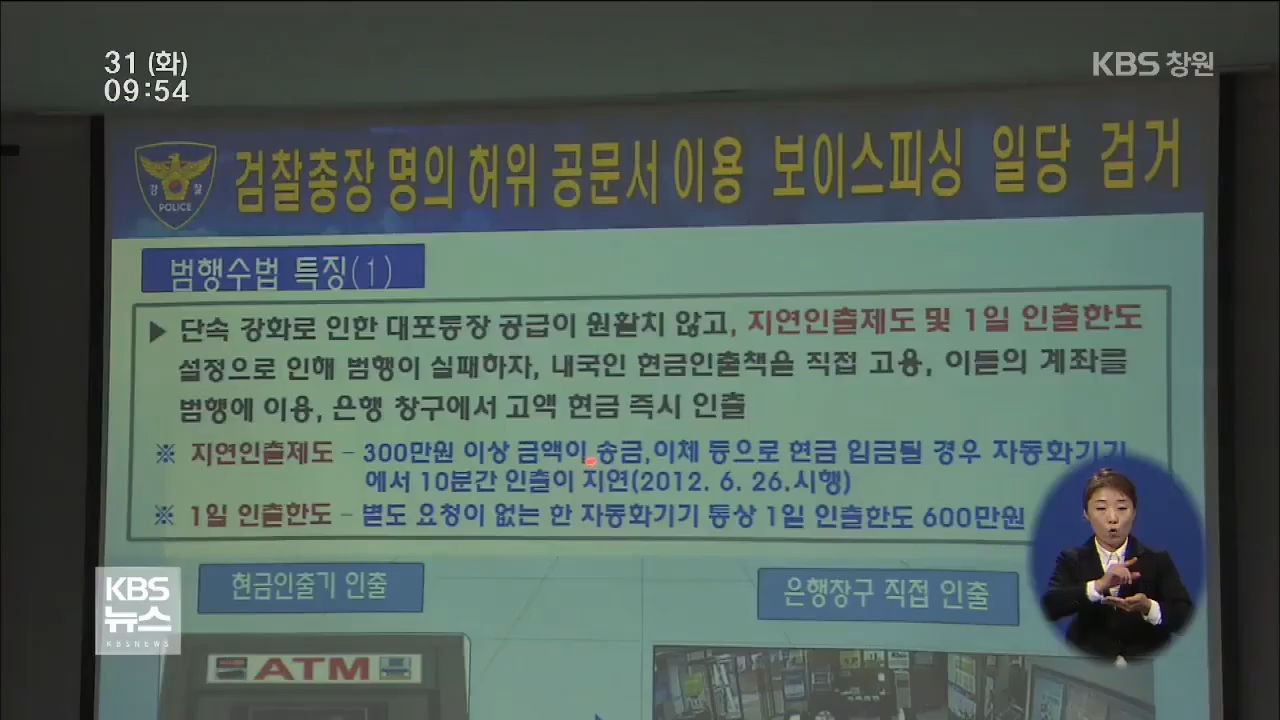 31 (화)
09:54
KBS 창원
경 찰
POLICE
검찰총장 명의 허위 공문서 이용 보이스피싱 일당 검거
범행수법 특징(1)
▶ 단속 강화로 인한 대포통장 공급이 원활치 않고, 지연인출제도 및 1일 인출한도
설정으로 인해 범행이 실패하자, 내국인 현금인출책을 직접 고용, 이들의 계좌를
범행에 이용, 은행 창구에서 고액 현금 즉시 인출
※ 지연인출제도 - 300만원 이상 금액이 송금,이체 등으로 현금 입금될 경우 자동화기기
에서 10분간 인출이 지연(2012. 6. 26.시행)
※ 1일 인출한도 - 별도 요청이 없는 한 자동화기기 통상 1일 인출한도 600만원
현금인출기 인출
은행창구 직접 인출
ATM
KBS
뉴스
KBSNEWS